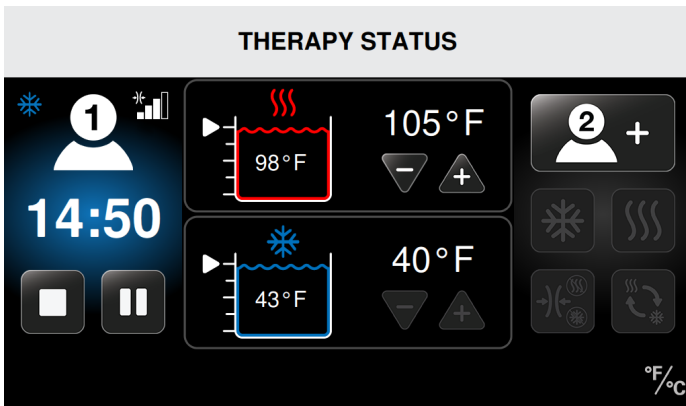 THERAPY STATUS
1
14:50
98°F
105°F
- +
43°F
40°F
- +
2 +
°F/°C